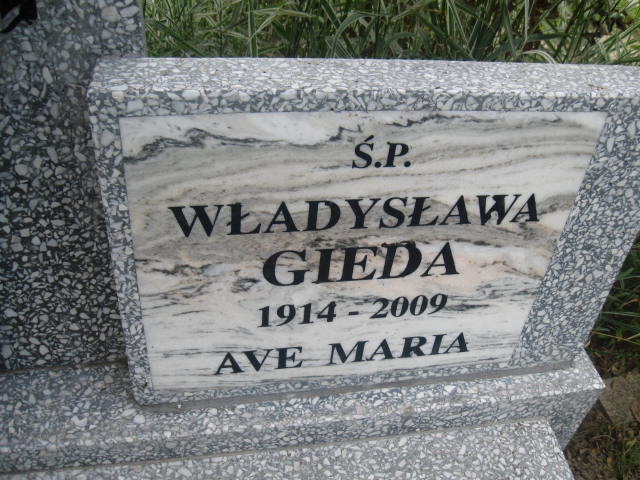 Ś.P.
WŁADYSŁAWA
GIEDA
1914 - 2009
AVE MARIA